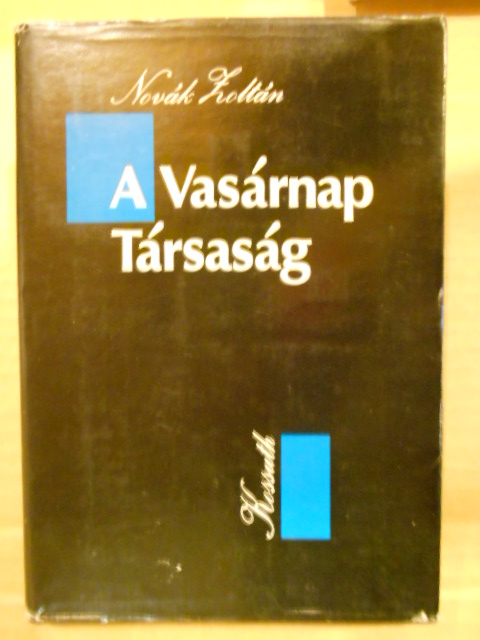 Novák Zoltán
A Vasárnap
Társaság
Kossuth